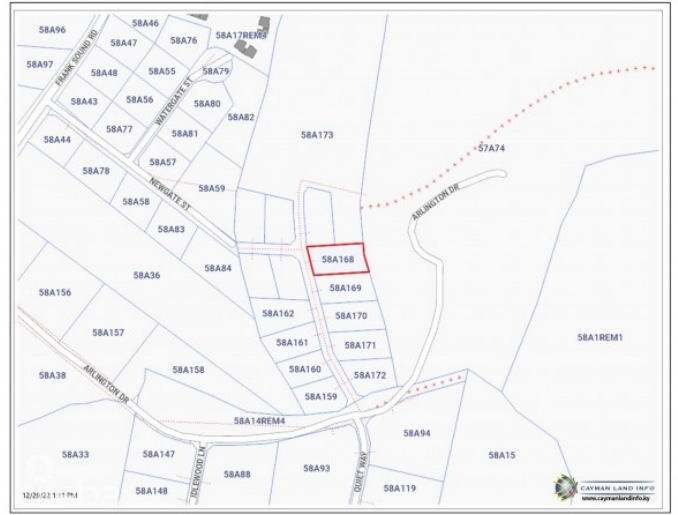 58A96
58A46
58A47
58A76
58A17REM4
58A97
FRANK SOUND RD
58A48
58A55
58A79
WATERGATE ST
58A43
58A56
58A80
58A82
58A44
58A77
58A81
58A173
57A74
58A78
58A57
NEWGATE ST
58A59
58A58
ARLINGTON DR
58A83
58A36
58A84
58A168
58A156
58A169
58A162
58A170
58A157
58A161
58A171
58A1REM1
58A38
ARLINGTON DR
58A158
58A160
58A172
58A159
58A14REM4
58A33
58A147
IDLEWOOD LN
58A88
58A93
QUIET WAY
58A94
58A15
58A148
58A119
CAYMAN LAND INFO
www.caymanlandinfo.ky